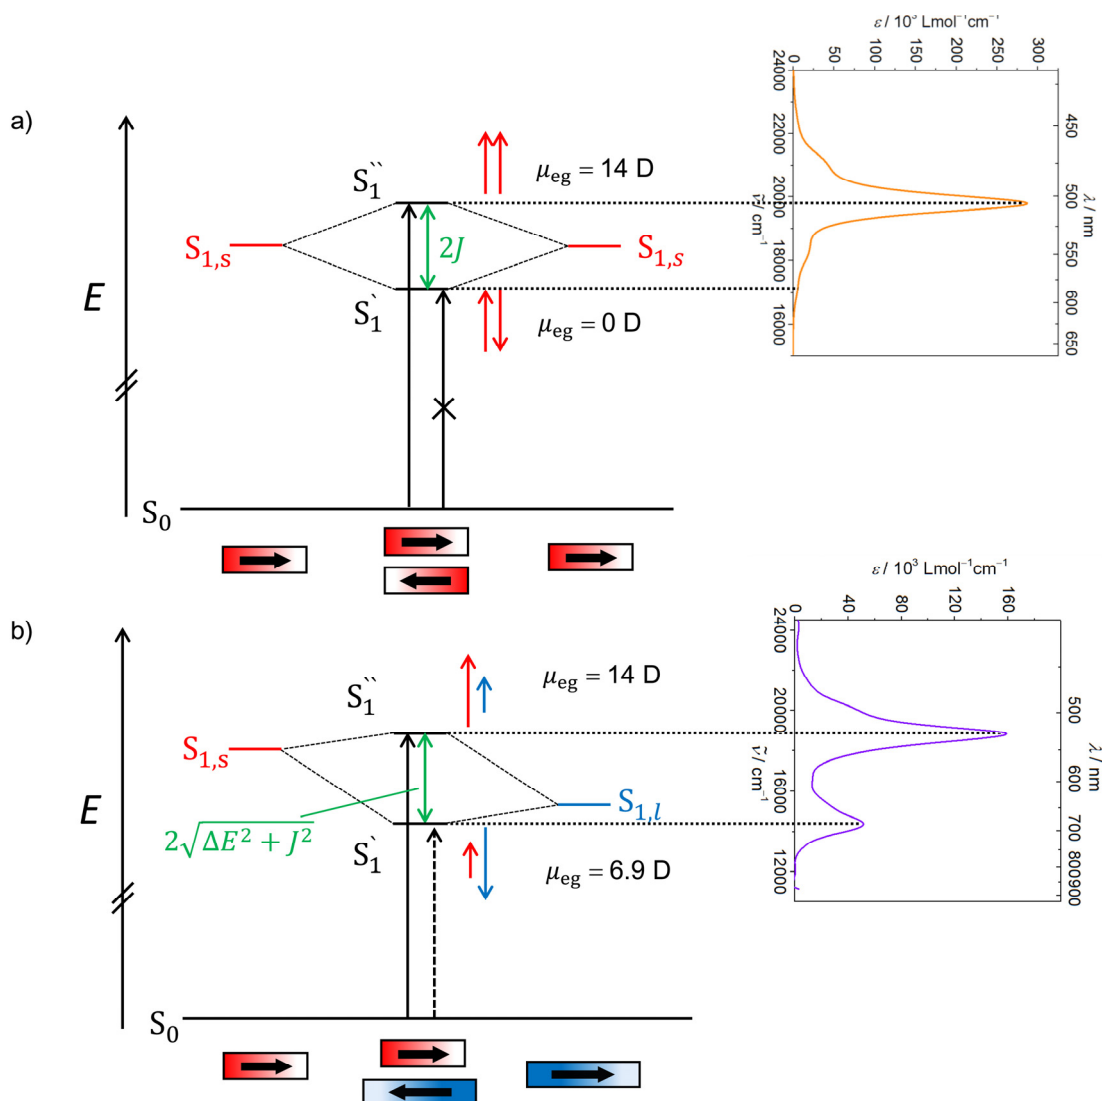 a)
E
S₁``
μeg = 14 D
S₁,s
2J
S₁,s
S₁`
μeg = 0 D
S₀
ε / 10³ Lmol⁻¹cm⁻¹
0 50 100 150 200 250 300
24000 22000 20000 18000 16000
ṽ / cm⁻¹
450 500 550 600 650
λ / nm
b)
E
S₁``
μeg = 14 D
S₁,s
S₁,l
2√ΔE² + J²
S₁`
μeg = 6.9 D
S₀
ε / 10³ Lmol⁻¹cm⁻¹
0 40 80 120 160
24000 200000 16000 12000
ṽ / cm⁻¹
500 600 700 800 900
λ / nm